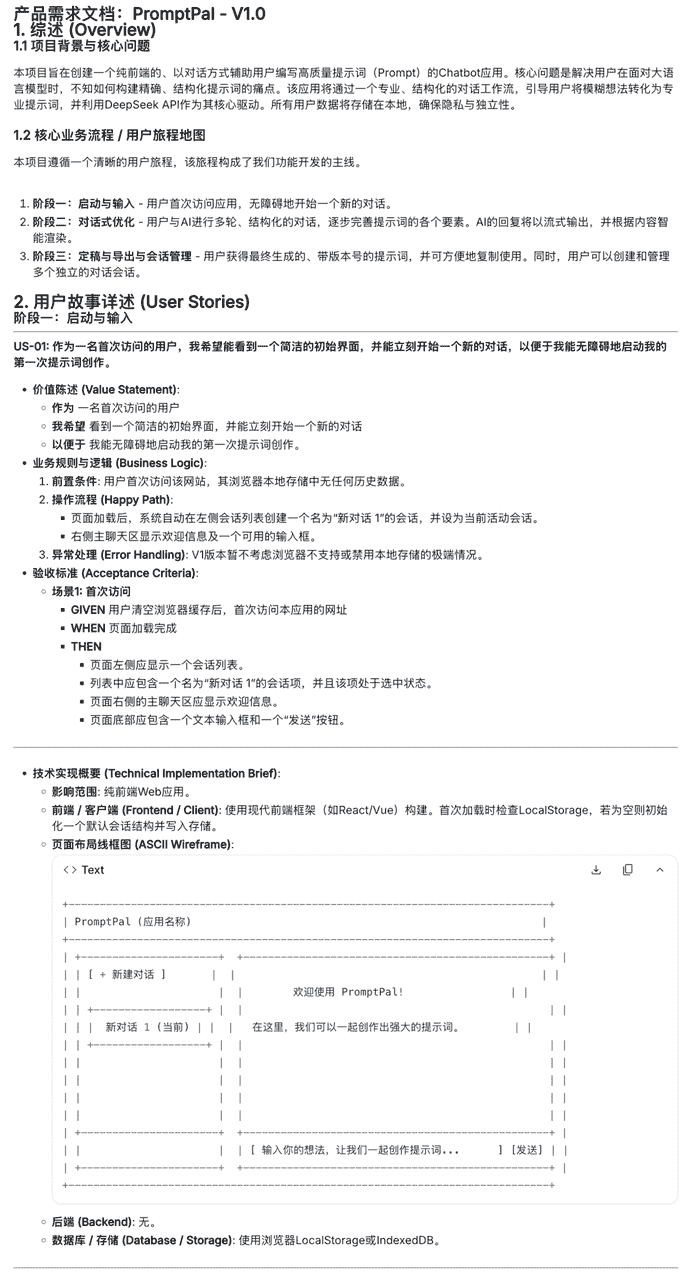 产品需求文档：PromptPal - V1.0
1. 综述 (Overview)
1.1 项目背景与核心问题
本项目旨在创建一个纯前端的、以对话方式辅助用户编写高质量提示词（Prompt）的Chatbot应用。核心问题是解决用户在面对大语
言模型时，不知如何构建精确、结构化提示词的痛点。该应用将通过一个专业、结构化的对话工作流，引导用户将模糊想法转化为专
业提示词，并利用DeepSeek API作为其核心驱动。所有用户数据将存储在本地，确保隐私与独立性。
1.2 核心业务流程 / 用户旅程地图
本项目遵循一个清晰的用户旅程，该旅程构成了我们功能开发的主线。
1. 阶段一：启动与输入 - 用户首次访问应用，无障碍地开始一个新的对话。
2. 阶段二：对话式优化 - 用户与AI进行多轮、结构化的对话，逐步完善提示词的各个要素。AI的回复将以流式输出，并根据内容智
能渲染。
3. 阶段三：定稿与导出与会话管理 - 用户获得最终生成的、带版本号的提示词，并可方便地复制使用。同时，用户可以创建和管理
多个独立的对话会话。
2. 用户故事详述 (User Stories)
阶段一：启动与输入
US-01: 作为一名首次访问的用户，我希望能看到一个简洁的初始界面，并能立刻开始一个新的对话，以便于我能无障碍地启动我的
第一次提示词创作。
• 价值陈述 (Value Statement):
○ 作为 一名首次访问的用户
○ 我希望 看到一个简洁的初始界面，并能立刻开始一个新的对话
○ 以便于 我能无障碍地启动我的第一次提示词创作。
• 业务规则与逻辑 (Business Logic):
1. 前置条件: 用户首次访问该网站，其浏览器本地存储中无任何历史数据。
2. 操作流程 (Happy Path):
▪ 页面加载后，系统自动在左侧会话列表创建一个名为“新对话 1”的会话，并设为当前活动会话。
▪ 右侧主聊天区显示欢迎信息及一个可用的输入框。
3. 异常处理 (Error Handling): V1版本暂不考虑浏览器不支持或禁用本地存储的极端情况。
• 验收标准 (Acceptance Criteria):
○ 场景1: 首次访问
▪ GIVEN 用户清空浏览器缓存后，首次访问本应用的网址
▪ WHEN 页面加载完成
▪ THEN
▪ 页面左侧应显示一个会话列表。
▪ 列表中应包含一个名为“新对话 1”的会话项，并且该项处于选中状态。
▪ 页面右侧的主聊天区应显示欢迎信息。
▪ 页面底部应包含一个文本输入框和一个“发送”按钮。
• 技术实现概要 (Technical Implementation Brief):
○ 影响范围: 纯前端Web应用。
○ 前端 / 客户端 (Frontend / Client): 使用现代前端框架（如React/Vue）构建。首次加载时检查LocalStorage，若为空则初始
化一个默认会话结构并写入存储。
○ 页面布局线框图 (ASCII Wireframe):
<> Text
| PromptPal (应用名称) |
| | [ + 新建对话 ] | | | |
| | | | 欢迎使用 PromptPal! | |
| | | 新对话 1 (当前) | | | 在这里，我们可以一起创作出强大的提示词。 | |
| | | | [ 输入你的想法，让我们一起创作提示词... ] [发送] | |
○ 后端 (Backend): 无。
○ 数据库 / 存储 (Database / Storage): 使用浏览器LocalStorage或IndexedDB。